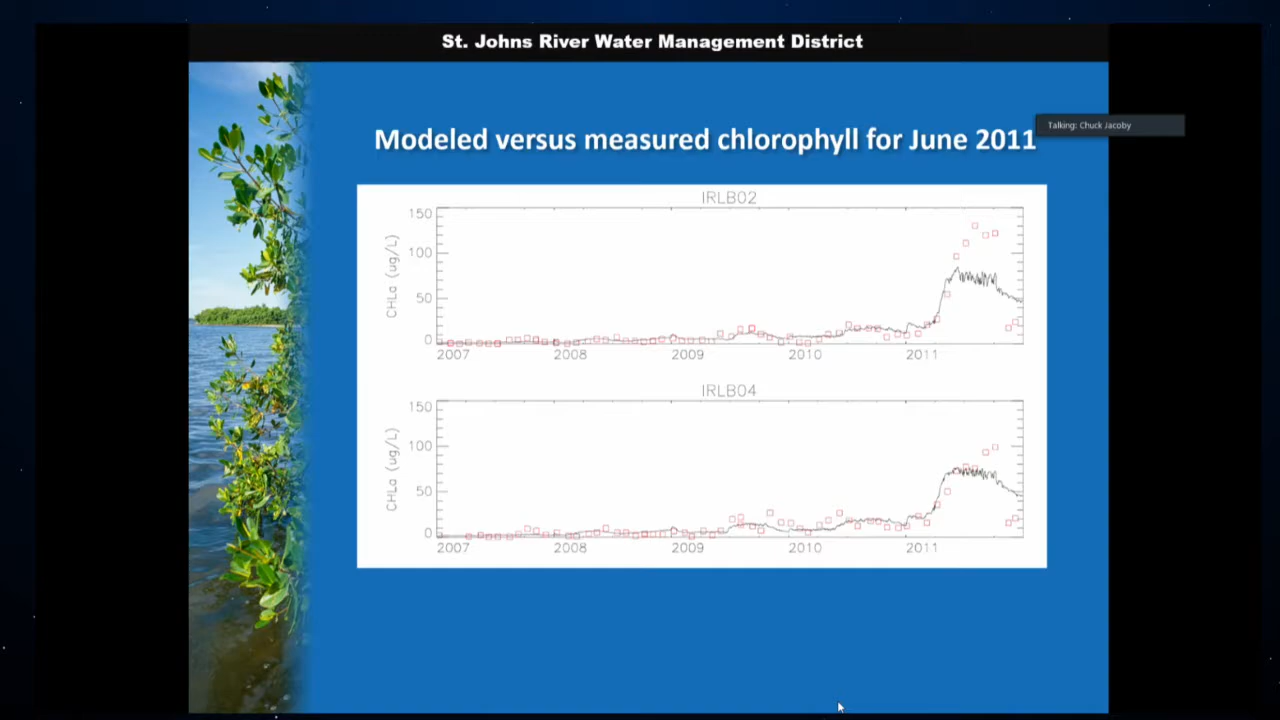 St. Johns River Water Management District
Talking: Chuck Jacoby
Modeled versus measured chlorophyll for June 2011
IRLB02
150
100
50
0
CHLa (ug/L)
2007 2008 2009 2010 2011
IRLB04
150
100
50
0
CHLa (ug/L)
2007 2008 2009 2010 2011